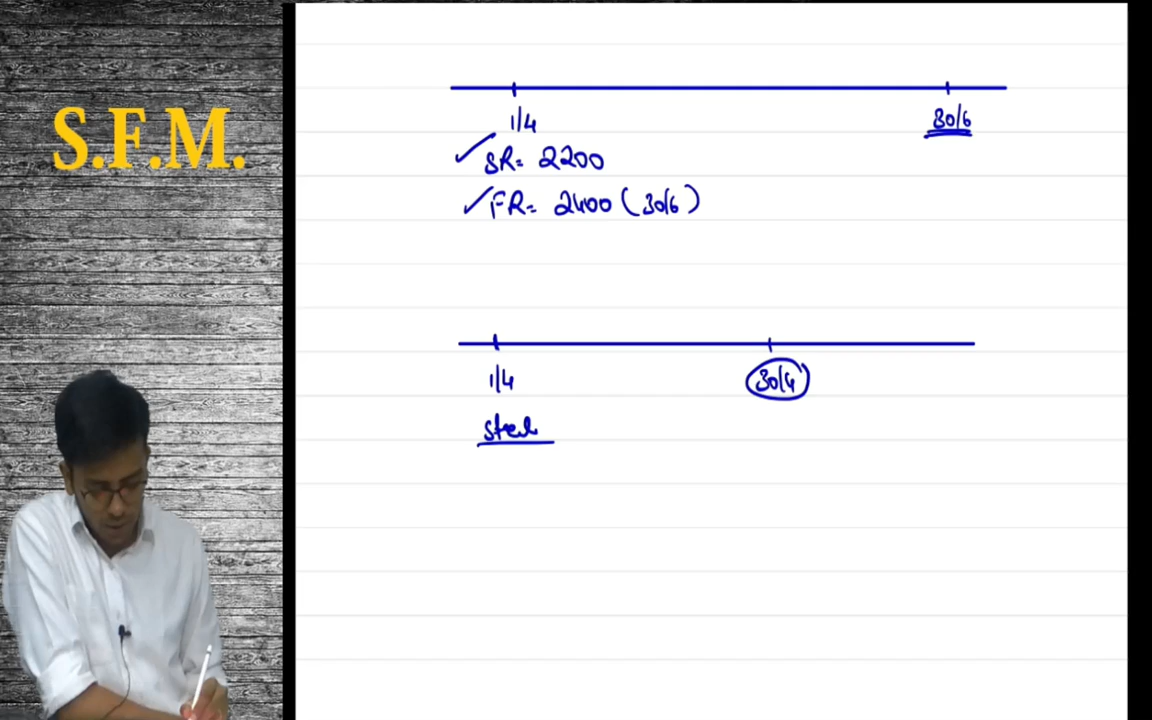 S.F.M.
1/4
30/6
SR= 2200
FR= 2400 (30/6)
1/4
30/4
Steel